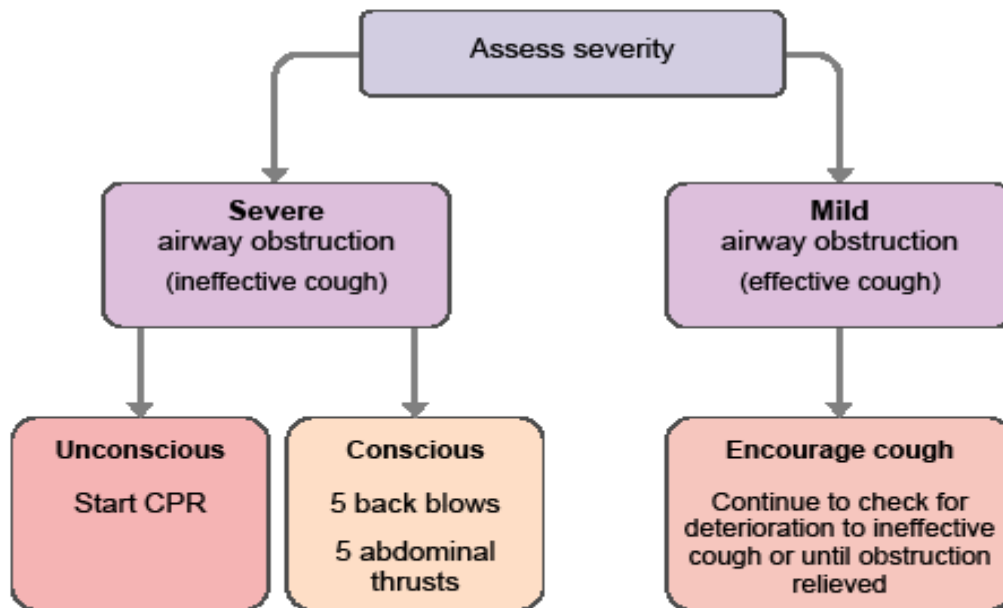 Assess severity
Severe
airway obstruction
(ineffective cough)
Mild
airway obstruction
(effective cough)
Unconscious
Start CPR
Conscious
5 back blows
5 abdominal
thrusts
Encourage cough
Continue to check for
deterioration to ineffective
cough or until obstruction
relieved